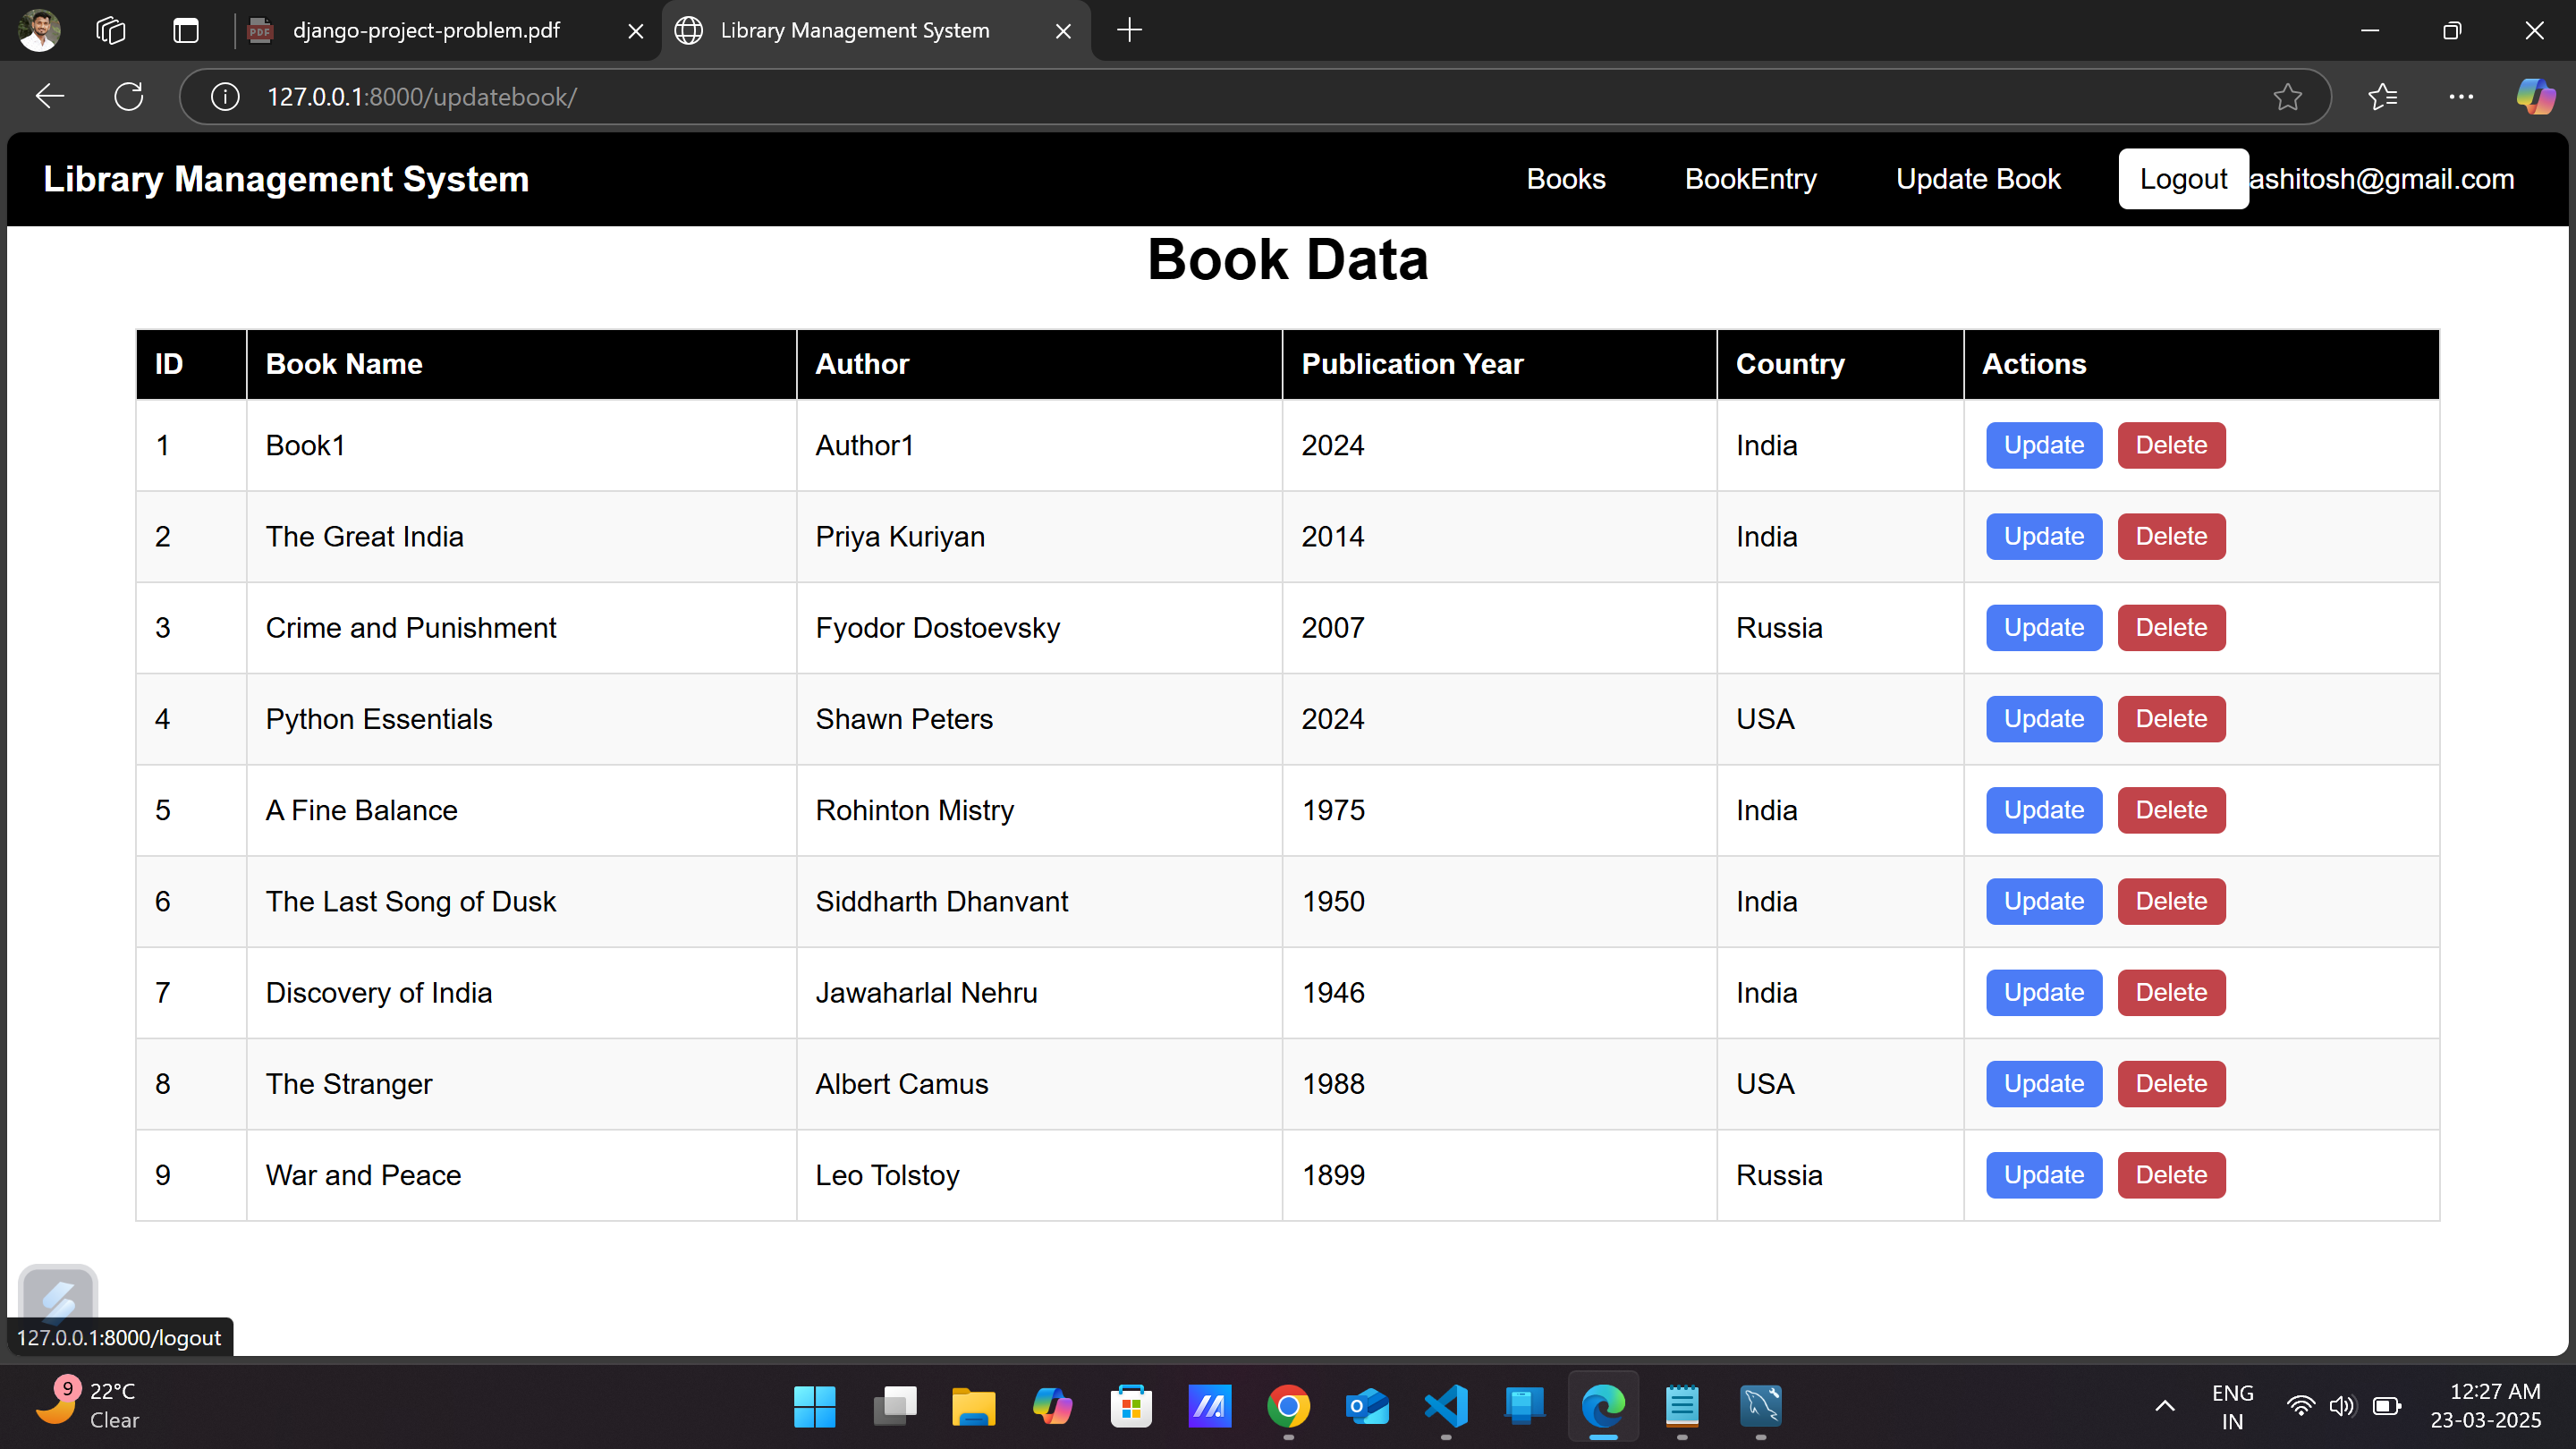 django-project-problem.pdf
Library Management System
127.0.0.1:8000/updatebook/
Library Management System Books BookEntry Update Book Logout ashitosh@gmail.com
Book Data
ID Book Name Author Publication Year Country Actions
1 Book1 Author1 2024 India Update Delete
2 The Great India Priya Kuriyan 2014 India Update Delete
3 Crime and Punishment Fyodor Dostoevsky 2007 Russia Update Delete
4 Python Essentials Shawn Peters 2024 USA Update Delete
5 A Fine Balance Rohinton Mistry 1975 India Update Delete
6 The Last Song of Dusk Siddharth Dhanvant 1950 India Update Delete
7 Discovery of India Jawaharlal Nehru 1946 India Update Delete
8 The Stranger Albert Camus 1988 USA Update Delete
9 War and Peace Leo Tolstoy 1899 Russia Update Delete
127.0.0.1:8000/logout
9
22°C
Clear
ENG
IN
12:27 AM
23-03-2025